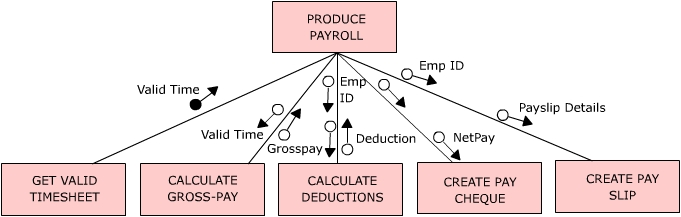 PRODUCE
PAYROLL
Emp ID
Valid Time
Emp
ID
Payslip Details
Valid Time
Grosspay
Deduction
NetPay
GET VALID
TIMESHEET
CALCULATE
GROSS-PAY
CALCULATE
DEDUCTIONS
CREATE PAY
CHEQUE
CREATE PAY
SLIP